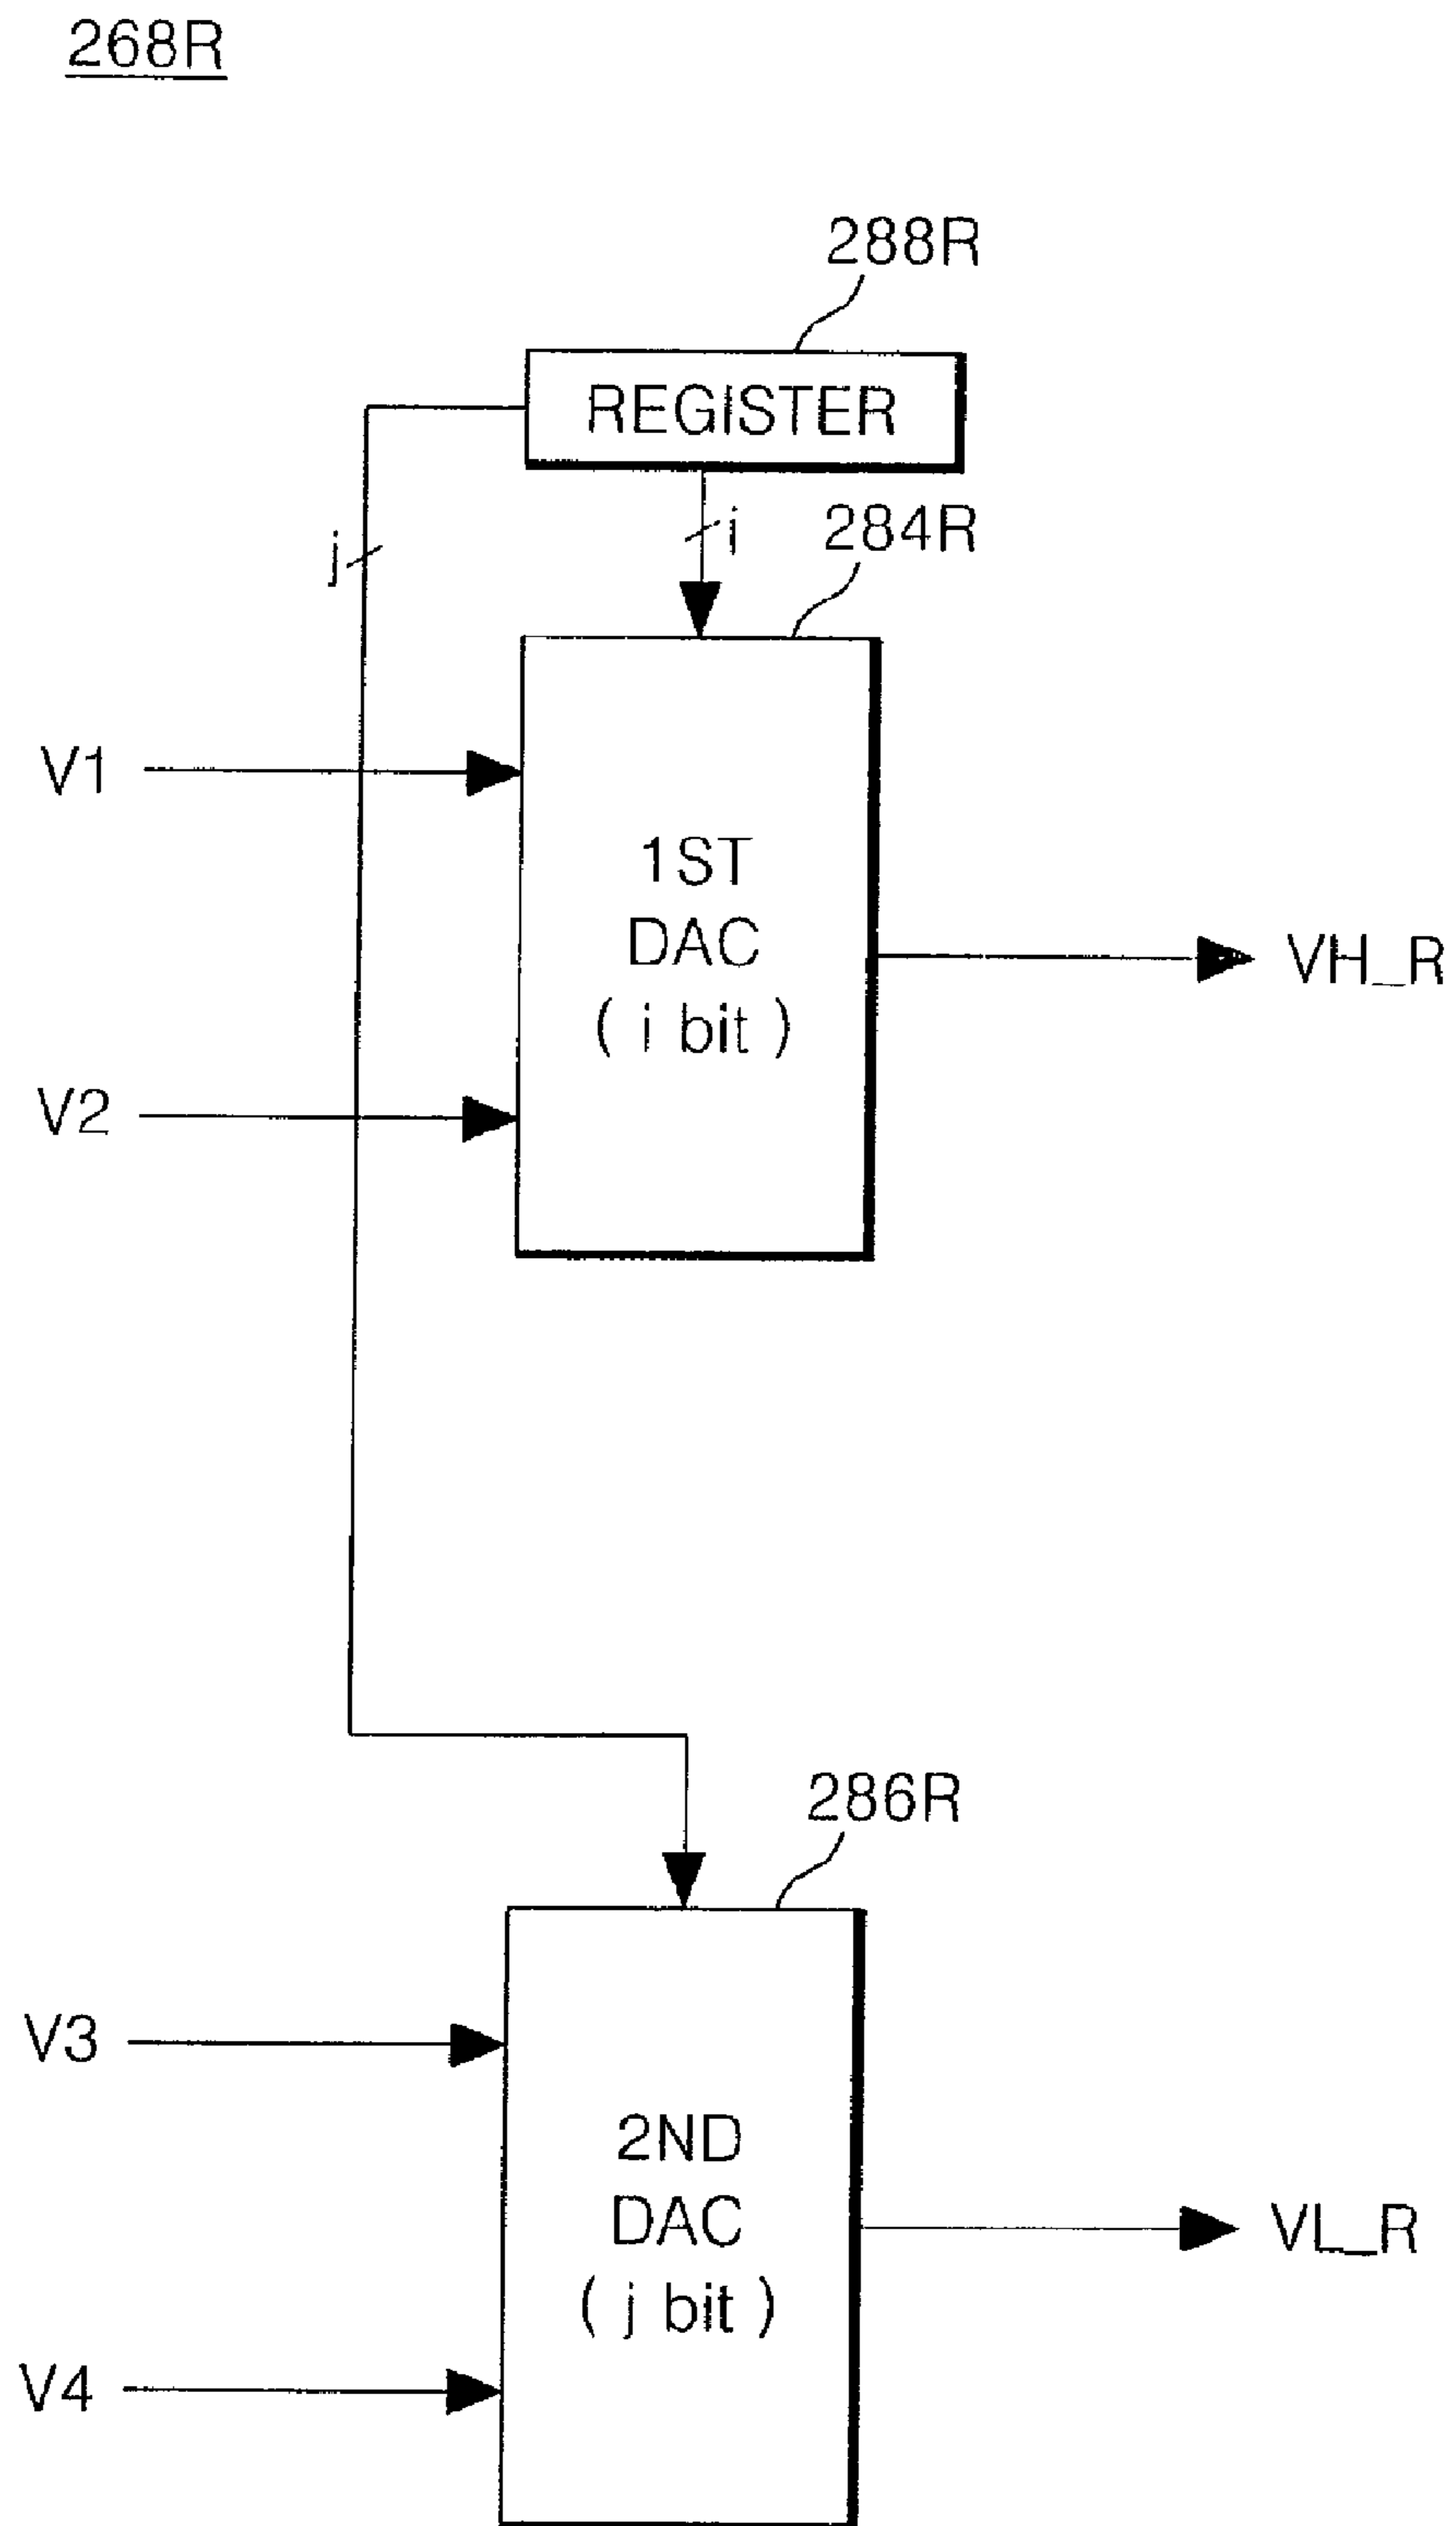 268R
288R
REGISTER
j
i
284R
V1
1ST
DAC
( i bit )
VH_R
V2
286R
V3
2ND
DAC
( j bit )
VL_R
V4